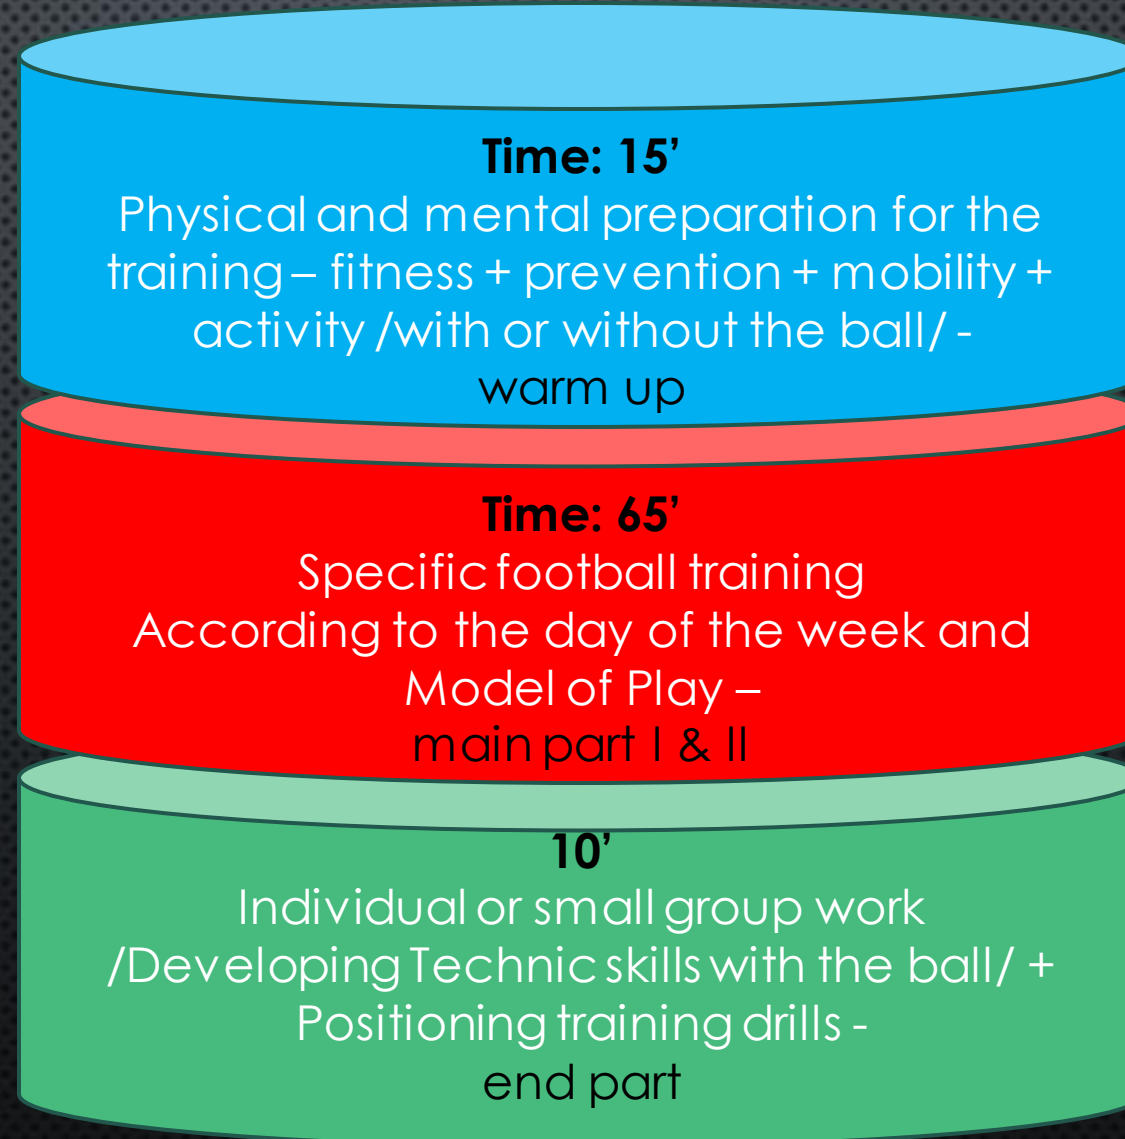 Time: 15’
Physical and mental preparation for the
training – fitness + prevention + mobility +
activity /with or without the ball/ -
warm up
Time: 65’
Specific football training
According to the day of the week and
Model of Play –
main part I & II
10’
Individual or small group work
/Developing Technic skills with the ball/ +
Positioning training drills -
end part